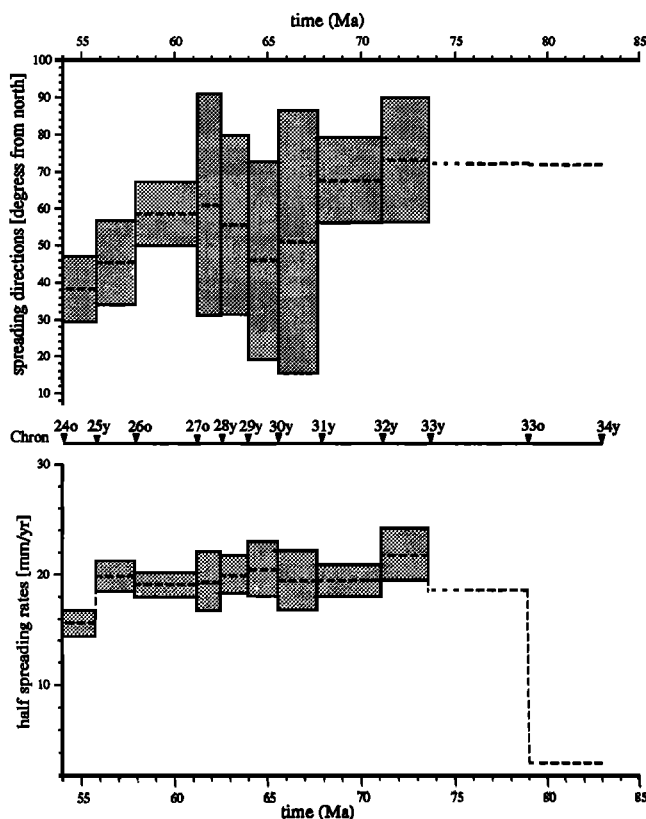 time (Ma)
55 60 65 70 75 80 85
100
90
80
70
60
50
40
30
20
10
spreading directions [degress from north]
Chron 24o 25y 26o 27o 28y 29y 30y 31y 32y 33y 33o 34y
30
20
10
half spreading rates [mm/yr]
55 60 65 70 75 80 85
time (Ma)